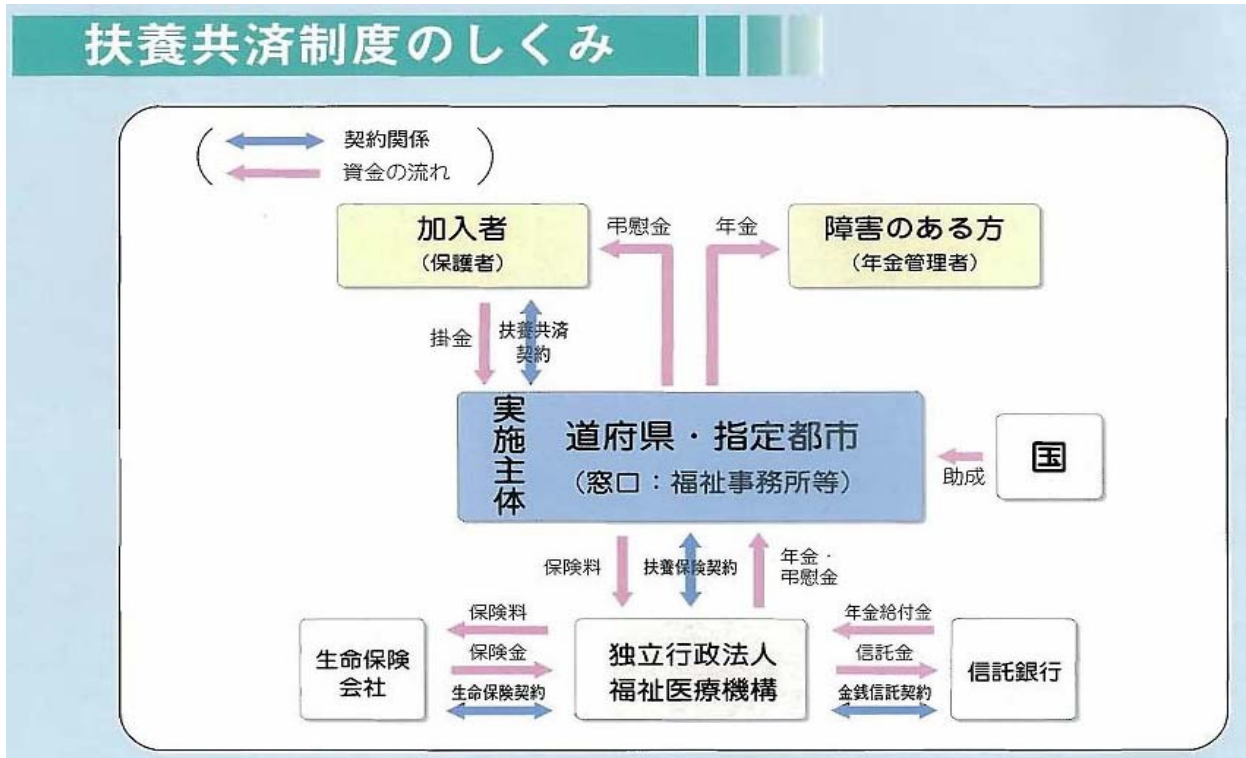 扶養共済制度のしくみ
契約関係
資金の流れ
加入者
(保護者)
弔慰金
年金
障害のある方
(年金管理者)
掛金
扶養共済
契約
実施主体
道府県・指定都市
(窓口:福祉事務所等)
国
助成
保険料
扶養保険契約
年金・
弔慰金
生命保険
会社
保険料
保険金
生命保険契約
独立行政法人
福祉医療機構
年金給付金
信託金
金銭信託契約
信託銀行